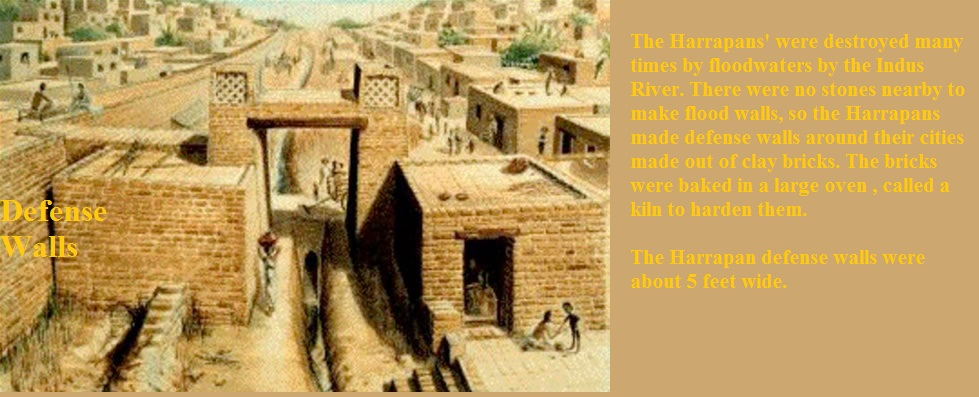 Defense
Walls
The Harrapans' were destroyed many
times by floodwaters by the Indus
River. There were no stones nearby to
make flood walls, so the Harrapans
made defense walls around their cities
made out of clay bricks. The bricks
were baked in a large oven , called a
kiln to harden them.
The Harrapan defense walls were
about 5 feet wide.